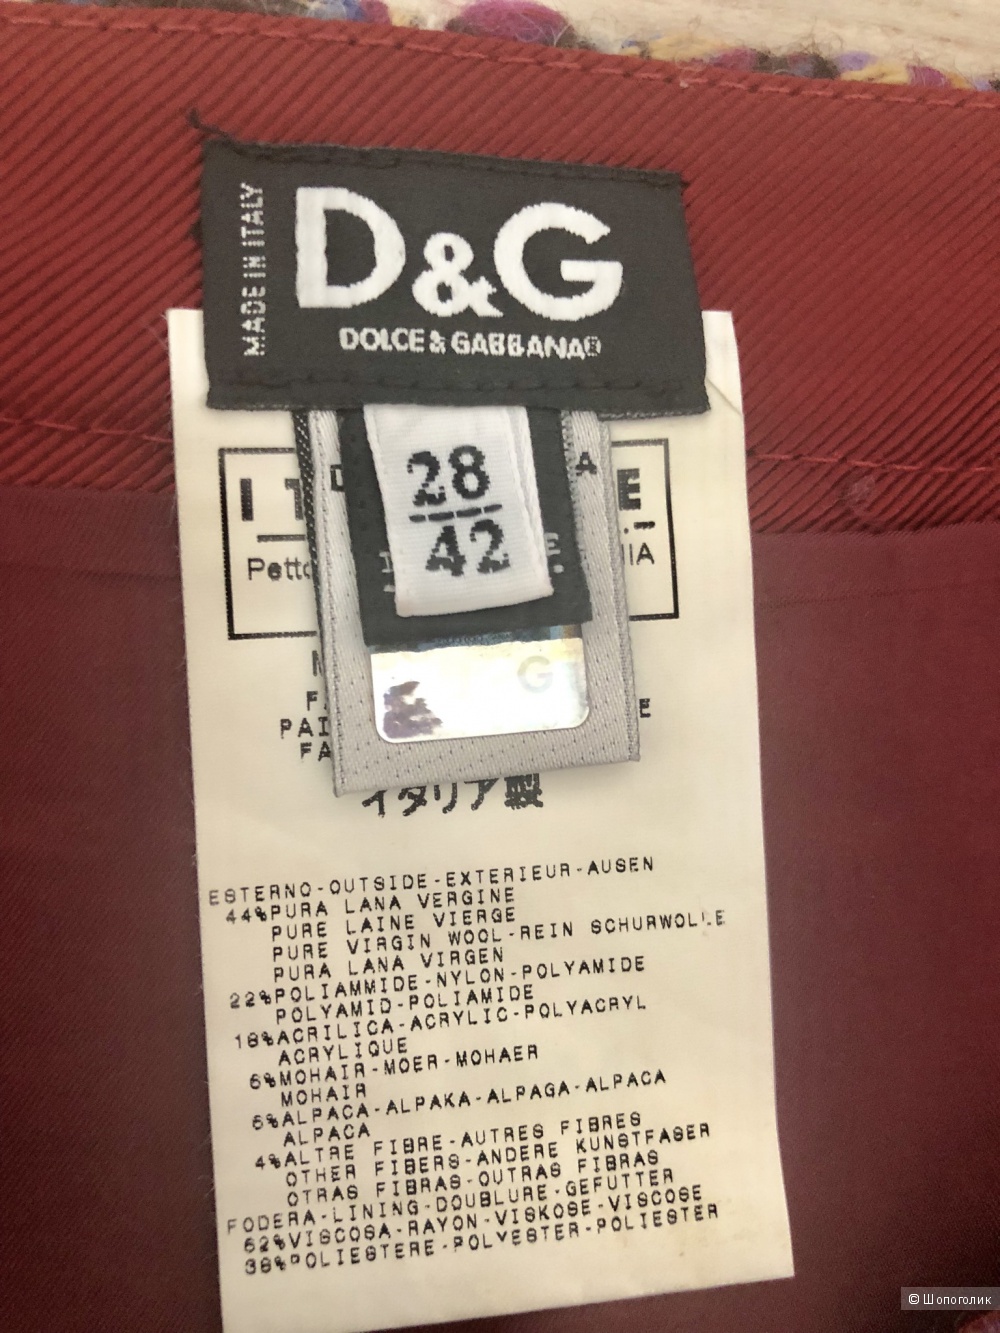 MADE IN ITALY
D&G
DOLCE & GABBANA®
28
42
G
イタリア製
ESTERNO-OUTSIDE-EXTERIEUR-AUSEN
44%PURA LANA VERGINE
PURE LAINE VIERGE
PURE VIRGIN WOOL-REIN SCHURWOLLE
PURA LANA VIRGEN
22%POLIAMMIDE-NYLON-POLYAMIDE
POLYAMID-POLIAMIDE
18%ACRILICA-ACRYLIC-POLYACRYL
ACRYLIQUE
6%MOHAIR-MOER-MOHAER
MOHAIR
6%ALPACA-ALPAKA-ALPAGA-ALPACA
ALPACA
4%ALTRE FIBRE-AUTRES FIBRES
OTHER FIBERS-ANDERE KUNSTFASER
OTRAS FIBRAS-OUTRAS FIBRAS
FODERA-LINING-DOUBLURE-GEFUTTER
62%VISCOSA-RAYON-VISKOSE-VISCOSE
38%POLIESTERE-POLYESTER-POLIESTER
© Шопоголик